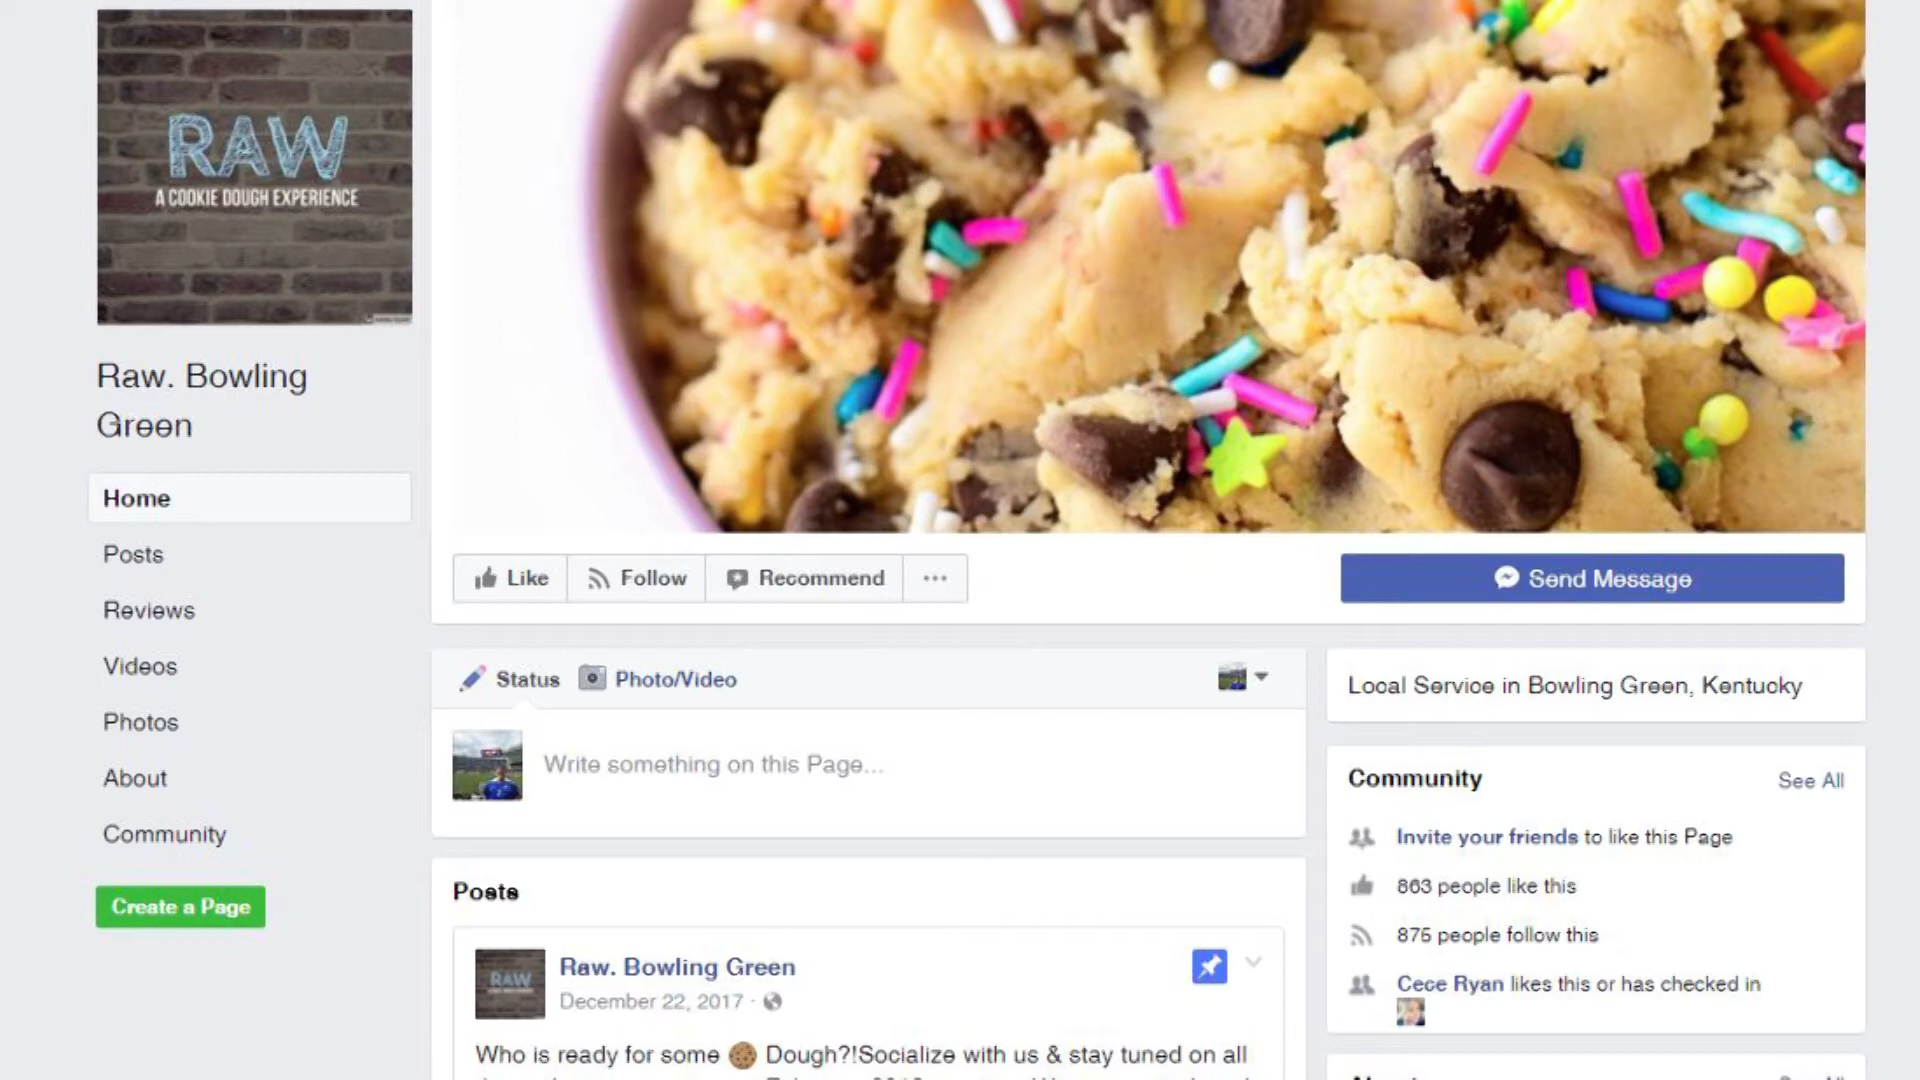 RAW
A COOKIE DOUGH EXPERIENCE
Raw. Bowling
Green
Home
Posts
Reviews
Videos
Photos
About
Community
Create a Page
Like
Follow
Recommend
Send Message
Status
Photo/Video
Write something on this Page...
Posts
Raw. Bowling Green
December 22, 2017
Who is ready for some 🍪 Dough?!Socialize with us & stay tuned on all
Local Service in Bowling Green, Kentucky
Community
See All
Invite your friends to like this Page
863 people like this
875 people follow this
Cece Ryan likes this or has checked in